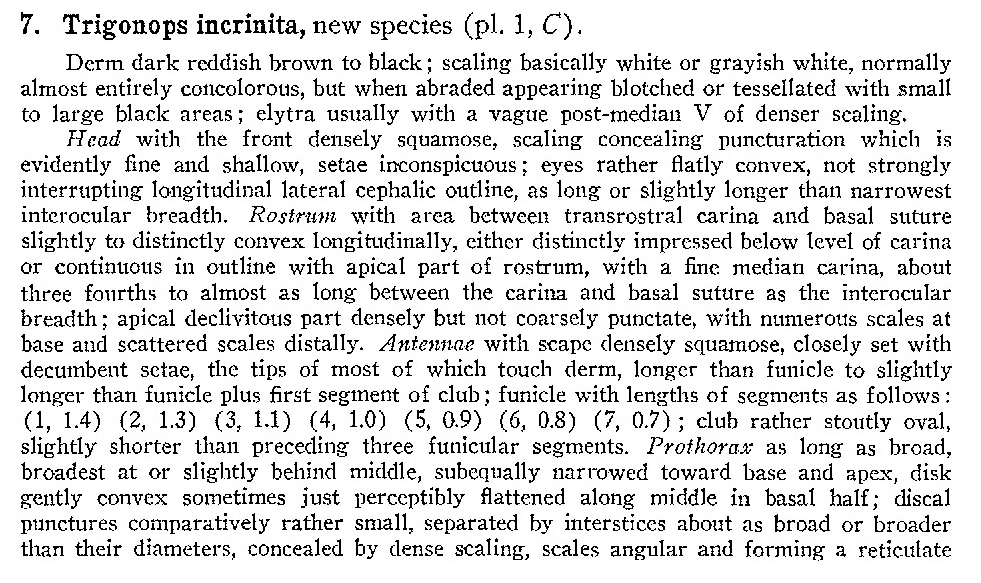 7. Trigonops incrinita, new species (pl. 1, C).
Derm dark reddish brown to black; scaling basically white or grayish white, normally
almost entirely concolorous, but when abraded appearing blotched or tessellated with small
to large black areas; elytra usually with a vague post-median V of denser scaling.
Head with the front densely squamose, scaling concealing puncturation which is
evidently fine and shallow, setae inconspicuous; eyes rather flatly convex, not strongly
interrupting longitudinal lateral cephalic outline, as long or slightly longer than narrowest
interocular breadth. Rostrum with area between transrostral carina and basal suture
slightly to distinctly convex longitudinally, either distinctly impressed below level of carina
or continuous in outline with apical part of rostrum, with a fine median carina, about
three fourths to almost as long between the carina and basal suture as the interocular
breadth; apical declivitous part densely but not coarsely punctate, with numerous scales at
base and scattered scales distally. Antennae with scape densely squamose, closely set with
decumbent setae, the tips of most of which touch derm, longer than funicle to slightly
longer than funicle plus first segment of club; funicle with lengths of segments as follows:
(1, 1.4) (2, 1.3) (3, 1.1) (4, 1.0) (5, 0.9) (6, 0.8) (7, 0.7); club rather stoutly oval,
slightly shorter than preceding three funicular segments. Prothorax as long as broad,
broadest at or slightly behind middle, subequally narrowed toward base and apex, disk
gently convex sometimes just perceptibly flattened along middle in basal half; discal
punctures comparatively rather small, separated by interstices about as broad or broader
than their diameters, concealed by dense scaling, scales angular and forming a reticulate